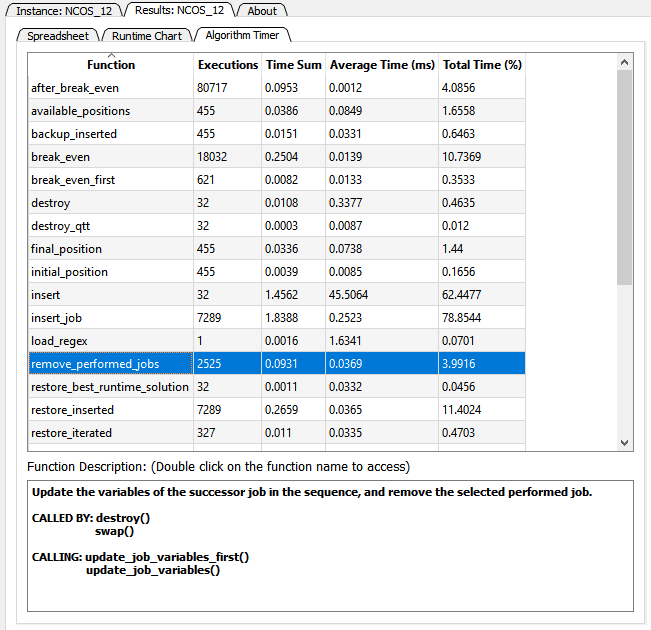 Instance: NCOS_12 Results: NCOS_12 About
Spreadsheet Runtime Chart Algorithm Timer
Function Executions Time Sum Average Time (ms) Total Time (%)
after_break_even 80717 0.0953 0.0012 4.0856
available_positions 455 0.0386 0.0849 1.6558
backup_inserted 455 0.0151 0.0331 0.6463
break_even 18032 0.2504 0.0139 10.7369
break_even_first 621 0.0082 0.0133 0.3533
destroy 32 0.0108 0.3377 0.4635
destroy_qtt 32 0.0003 0.0087 0.012
final_position 455 0.0336 0.0738 1.44
initial_position 455 0.0039 0.0085 0.1656
insert 32 1.4562 45.5064 62.4477
insert_job 7289 1.8388 0.2523 78.8544
load_regex 1 0.0016 1.6341 0.0701
remove_performed_jobs 2525 0.0931 0.0369 3.9916
restore_best_runtime_solution 32 0.0011 0.0332 0.0456
restore_inserted 7289 0.2659 0.0365 11.4024
restore_iterated 327 0.011 0.0335 0.4703
Function Description: (Double click on the function name to access)
Update the variables of the successor job in the sequence, and remove the selected performed job.
CALLED BY: destroy()
swap()
CALLING: update_job_variables_first()
update_job_variables()